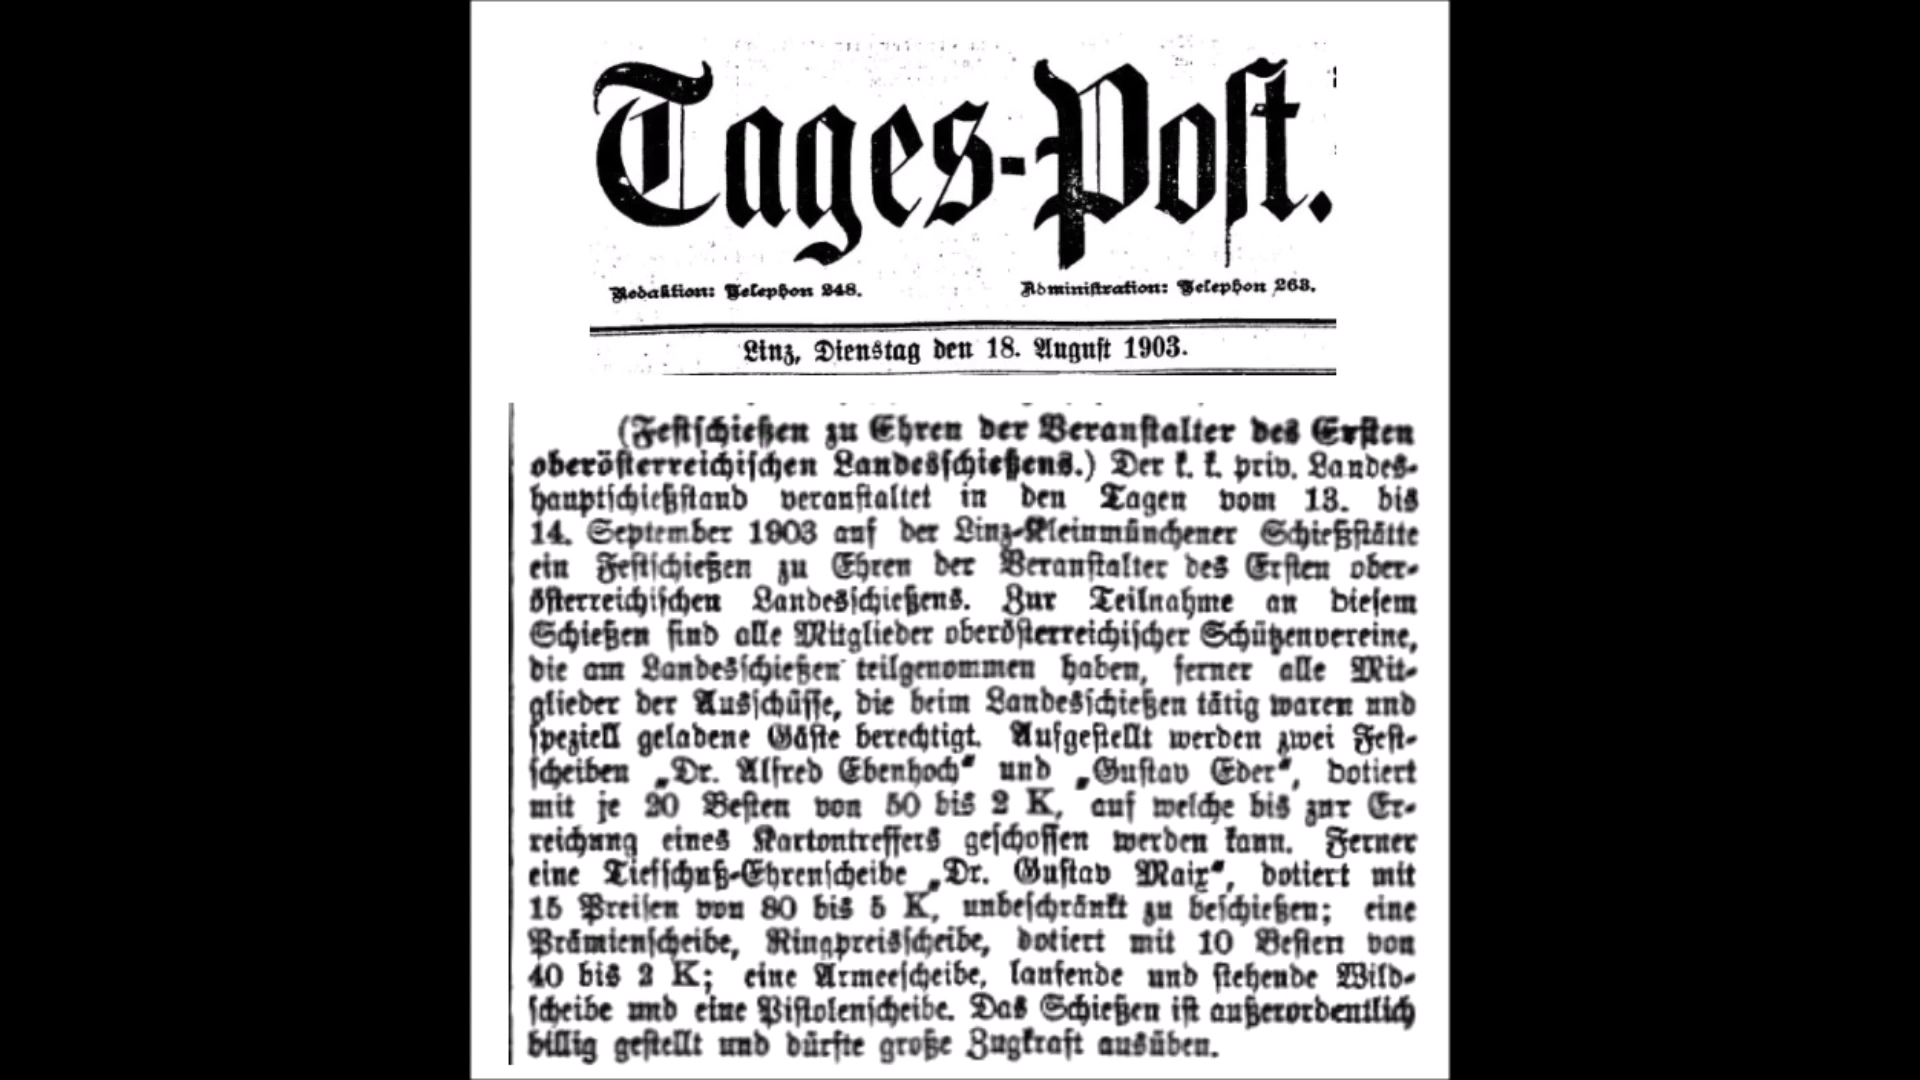 Tages-Post.
Redaktion: Telephon 248. Administration: Telephon 263.
Linz, Dienstag den 18. August 1903.
(Festschießen zu Ehren der Veranstalter des Ersten
oberösterreichischen Landesschießens.) Der k. k. priv. Landes-
hauptschießstand veranstaltet in den Tagen vom 13. bis
14. September 1903 auf der Linz-Kleinmünchener Schießstätte
ein Festschießen zu Ehren der Veranstalter des Ersten ober-
österreichischen Landesschießens. Zur Teilnahme an diesem
Schießen sind alle Mitglieder oberösterreichischer Schützenvereine,
die am Landesschießen teilgenommen haben, ferner alle Mit-
glieder der Ausschüsse, die beim Landesschießen tätig waren und
speziell geladene Gäste berechtigt. Aufgestellt werden zwei Fest-
scheiben „Dr. Alfred Ebenhoch“ und „Gustav Eder“, dotiert
mit je 20 Besten von 50 bis 2 K, auf welche bis zur Er-
reichung eines Kartontreffers geschossen werden kann. Ferner
eine Tiefschuß-Ehrenscheibe „Dr. Gustav Maix“, dotiert mit
15 Preisen von 80 bis 5 K, unbeschränkt zu beschießen; eine
Prämienscheibe, Ringpreisscheibe, dotiert mit 10 Besten von
40 bis 2 K; eine Armeescheibe, laufende und stehende Wild-
scheibe und eine Pistolenscheibe. Das Schießen ist außerordentlich
billig gestellt und dürfte große Zugkraft ausüben.